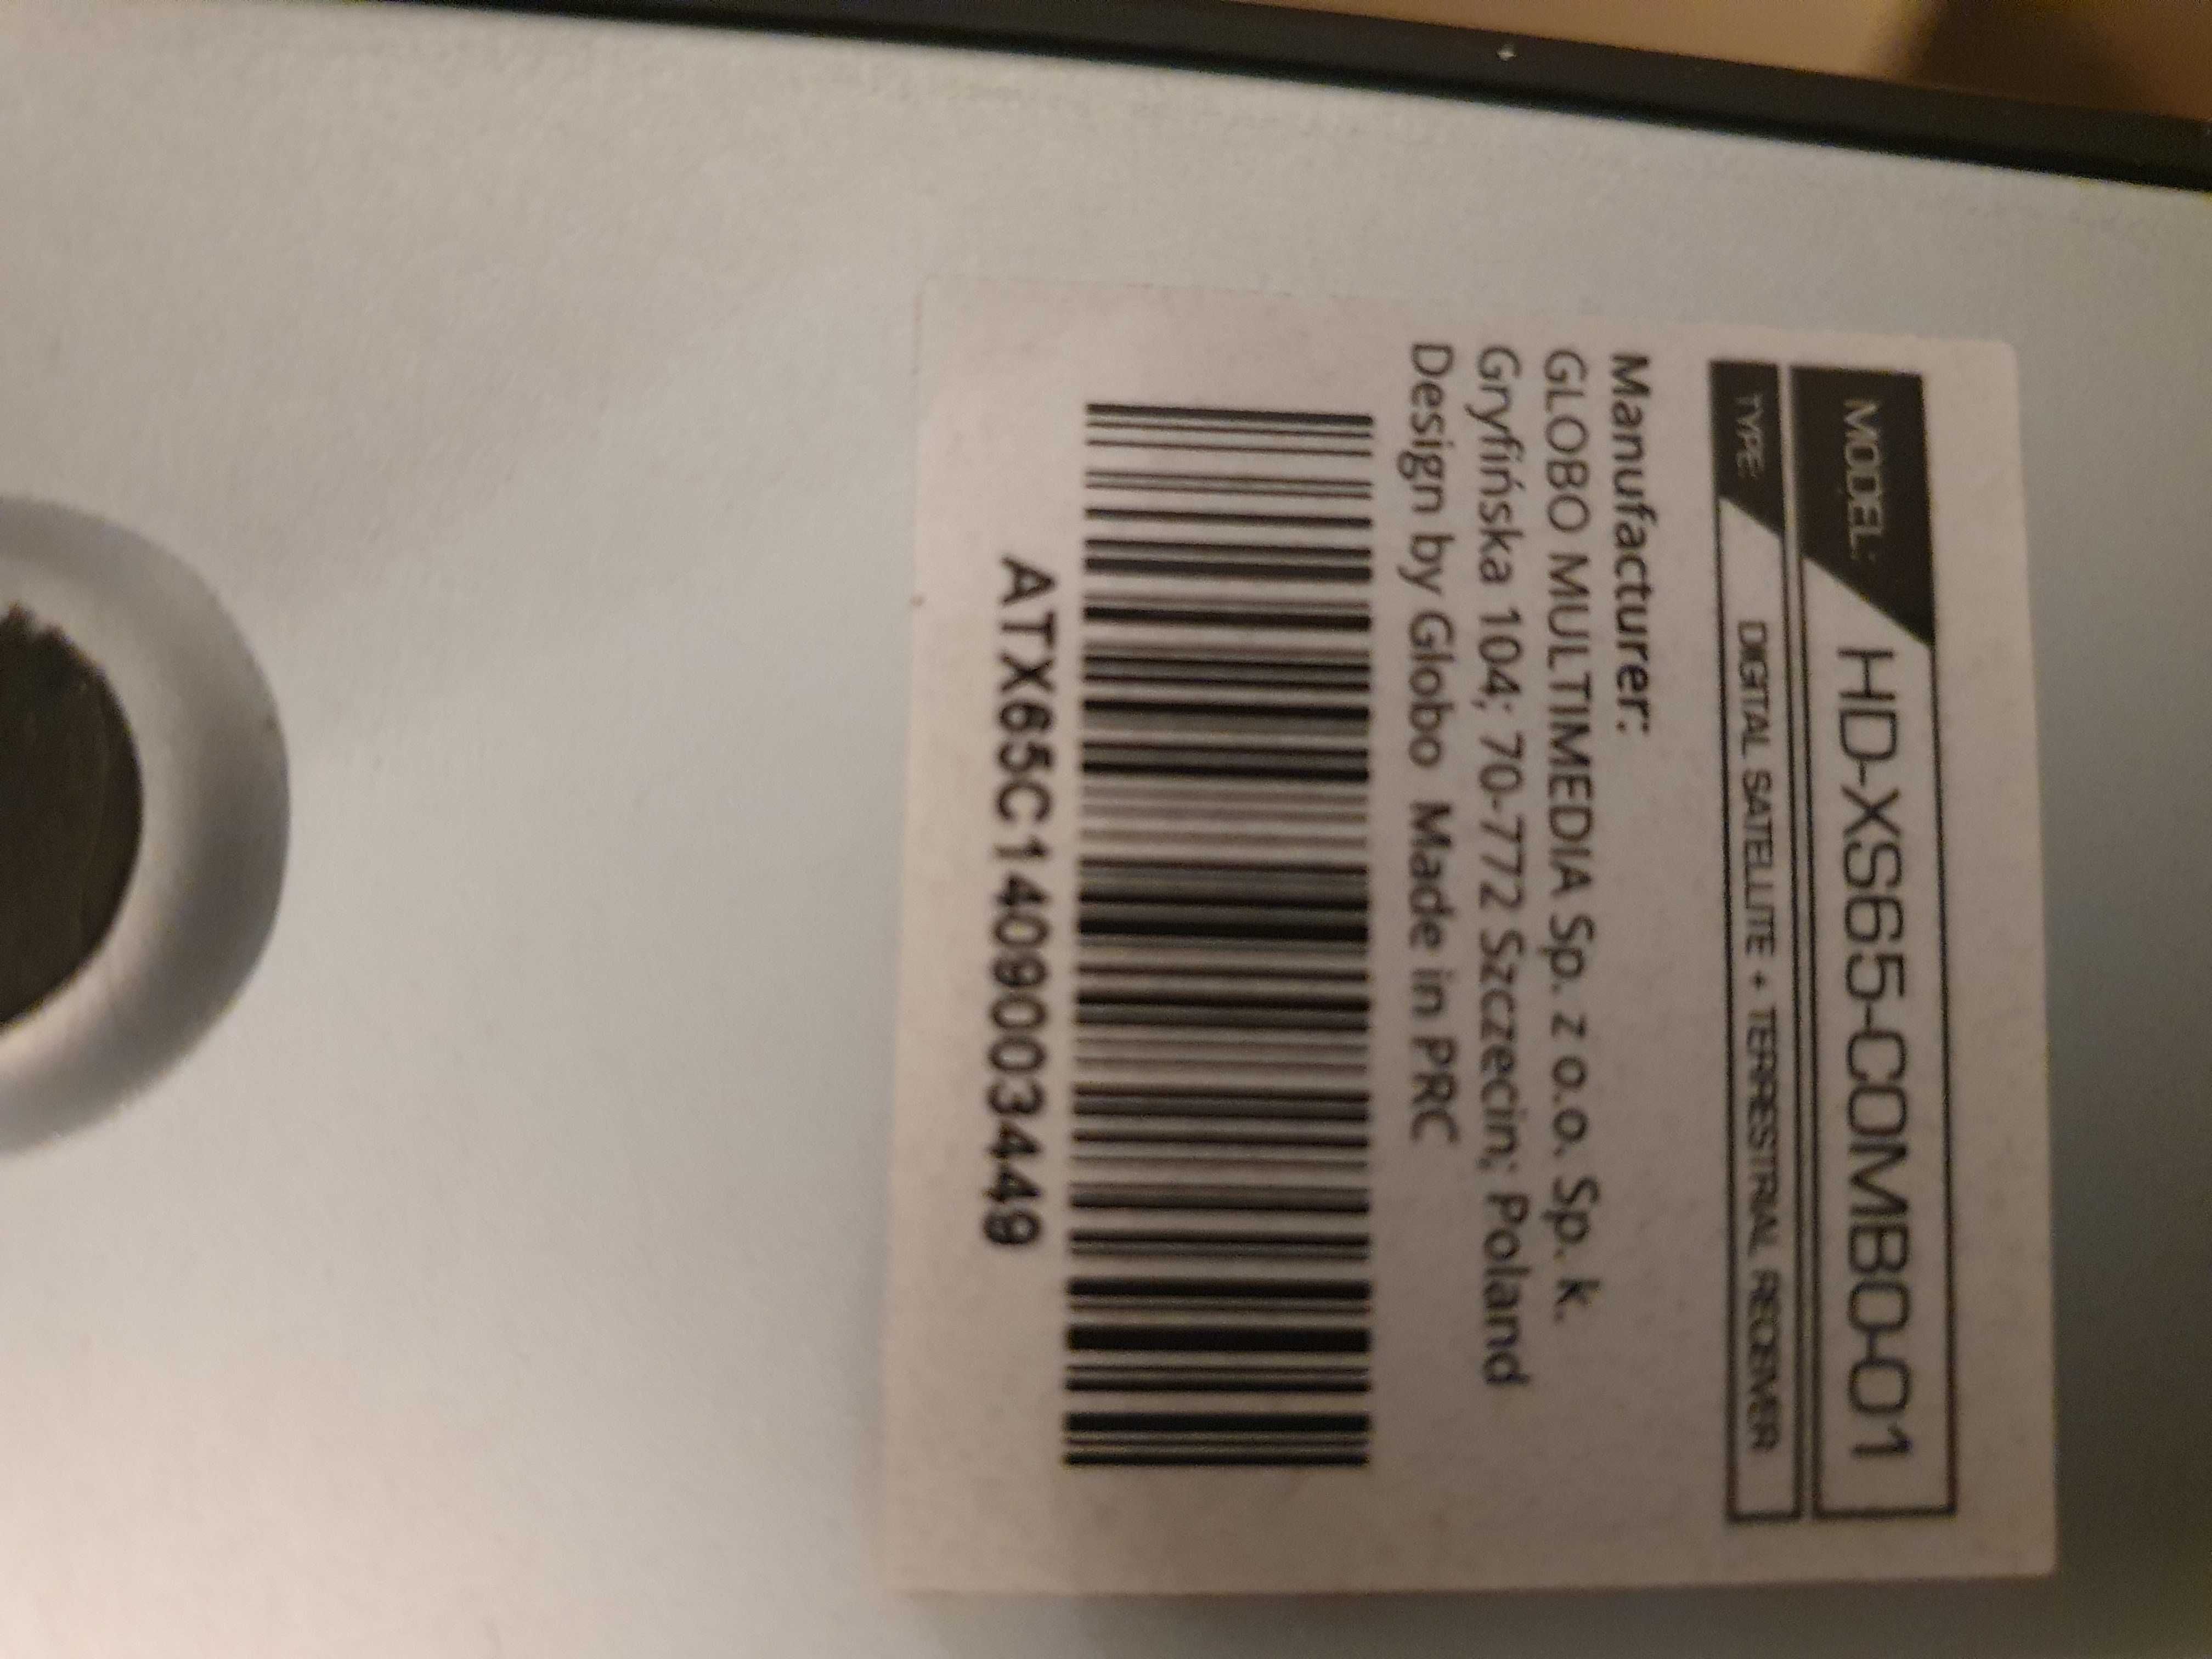 MODEL: HD-XS65-COMBO-01
TYPE: DIGITAL SATELLITE + TERRESTRIAL RECEIVER
Manufacturer:
GLOBO MULTIMEDIA Sp. z o.o. Sp. k.
Gryfińska 104; 70-772 Szczecin; Poland
Design by Globo Made in PRC
ATX65C14090003449